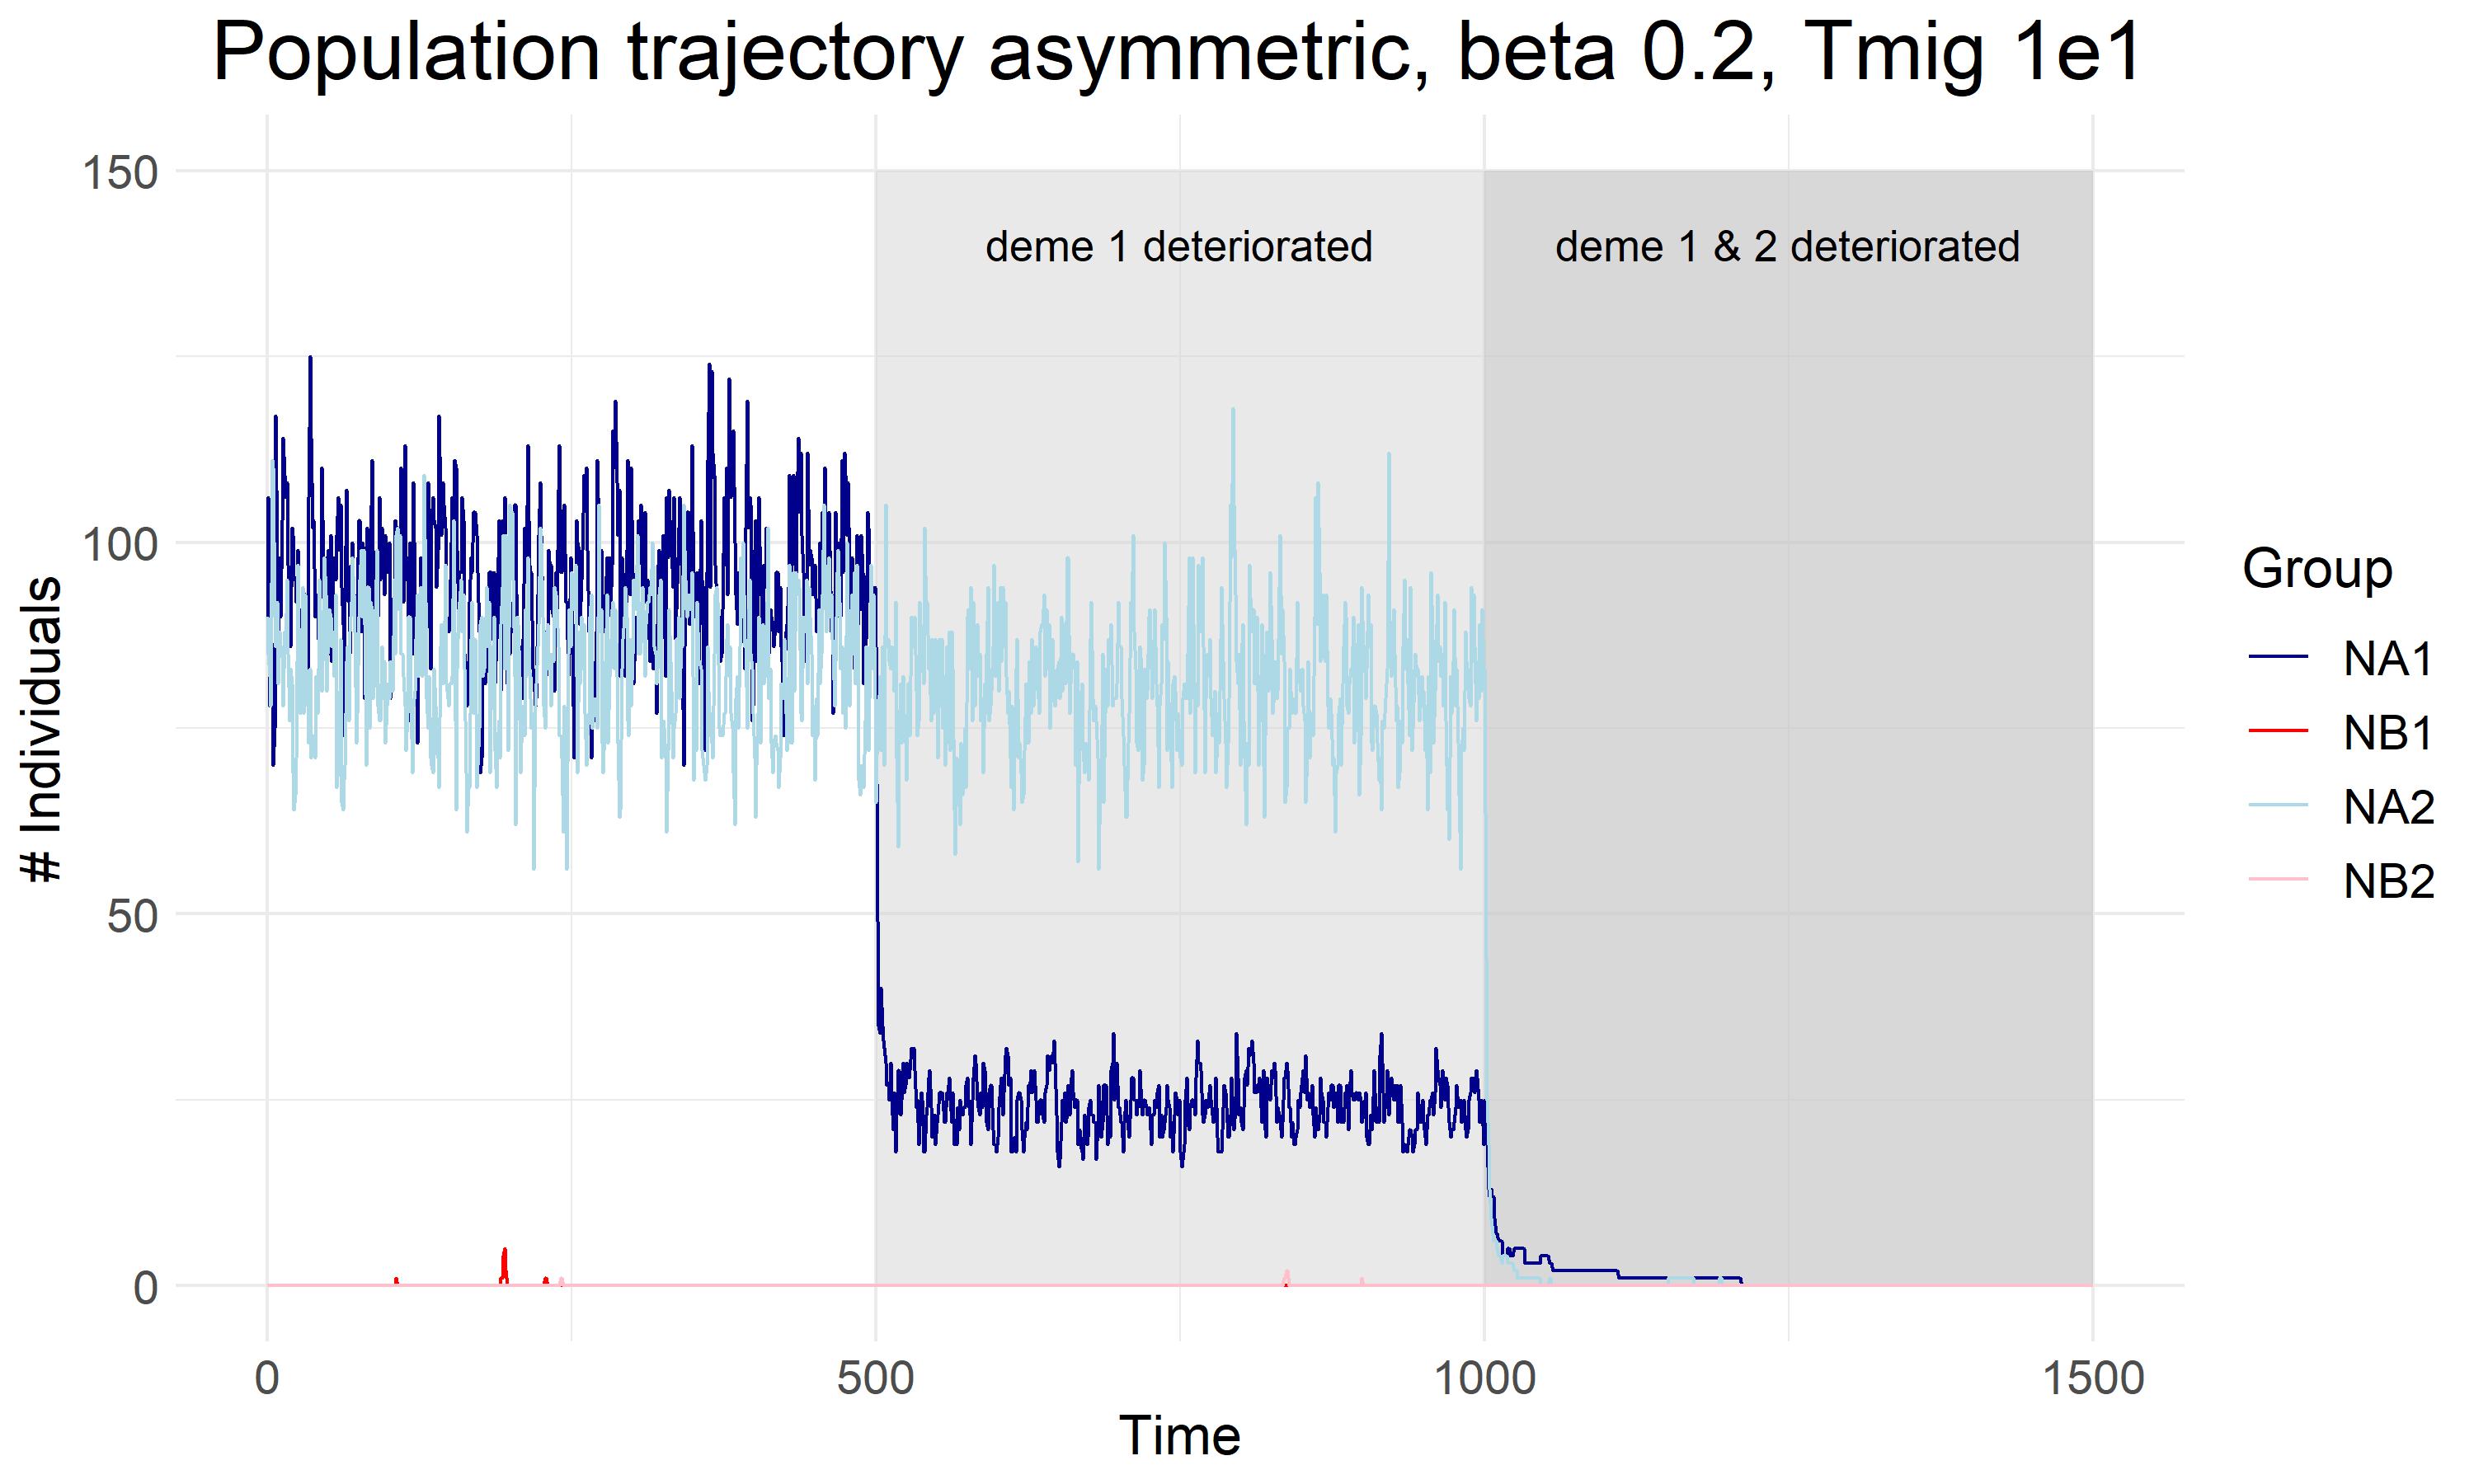 Population trajectory asymmetric, beta 0.2, Tmig 1e1
150
100
50
0
# Individuals
deme 1 deteriorated
deme 1 & 2 deteriorated
0
500
1000
1500
Time
Group
NA1
NB1
NA2
NB2